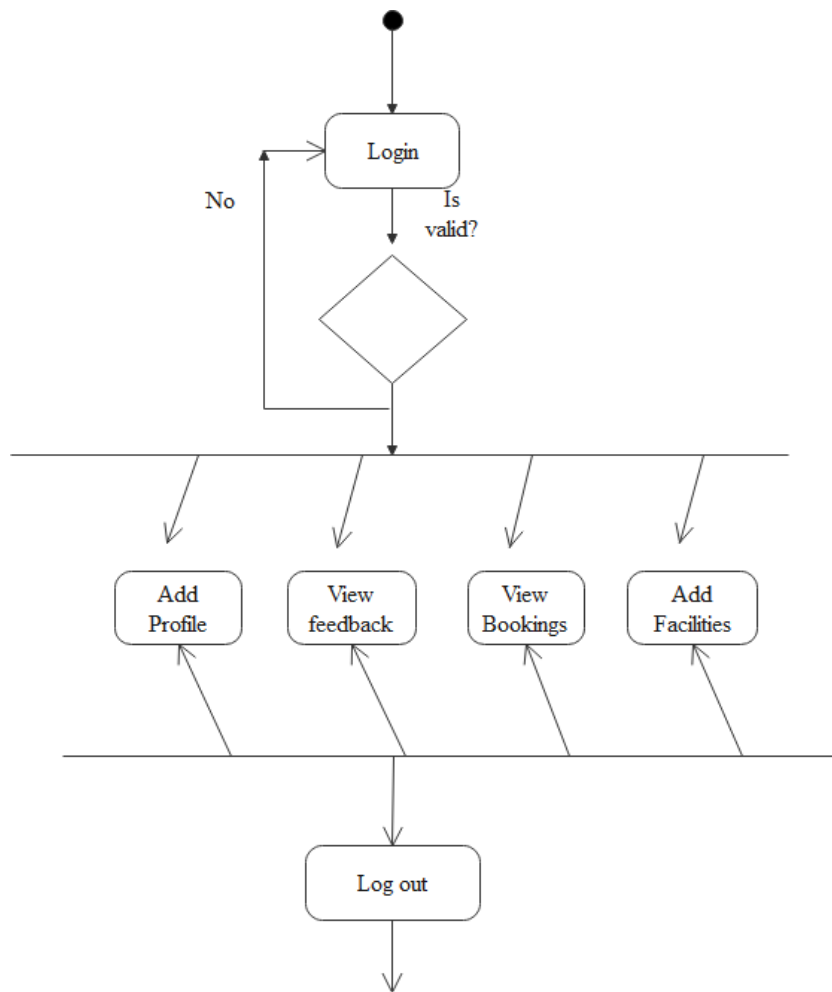 Login
No
Is
valid?
Add
Profile
View
feedback
View
Bookings
Add
Facilities
Log out